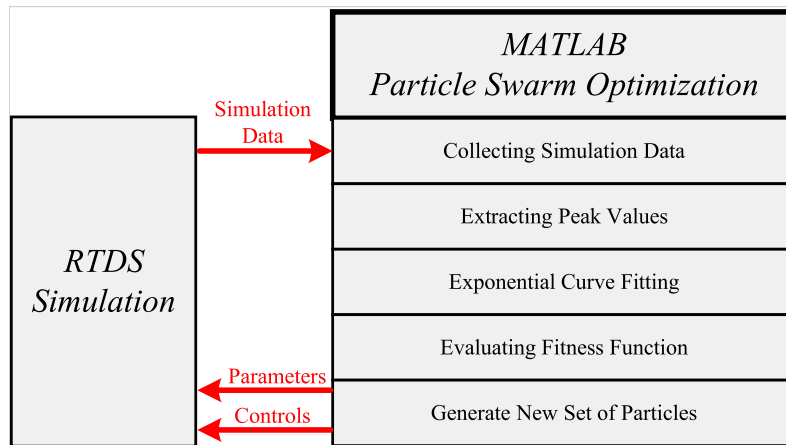 MATLAB
Particle Swarm Optimization
Simulation
Data
Collecting Simulation Data
Extracting Peak Values
RTDS
Simulation
Exponential Curve Fitting
Evaluating Fitness Function
Parameters
Controls
Generate New Set of Particles